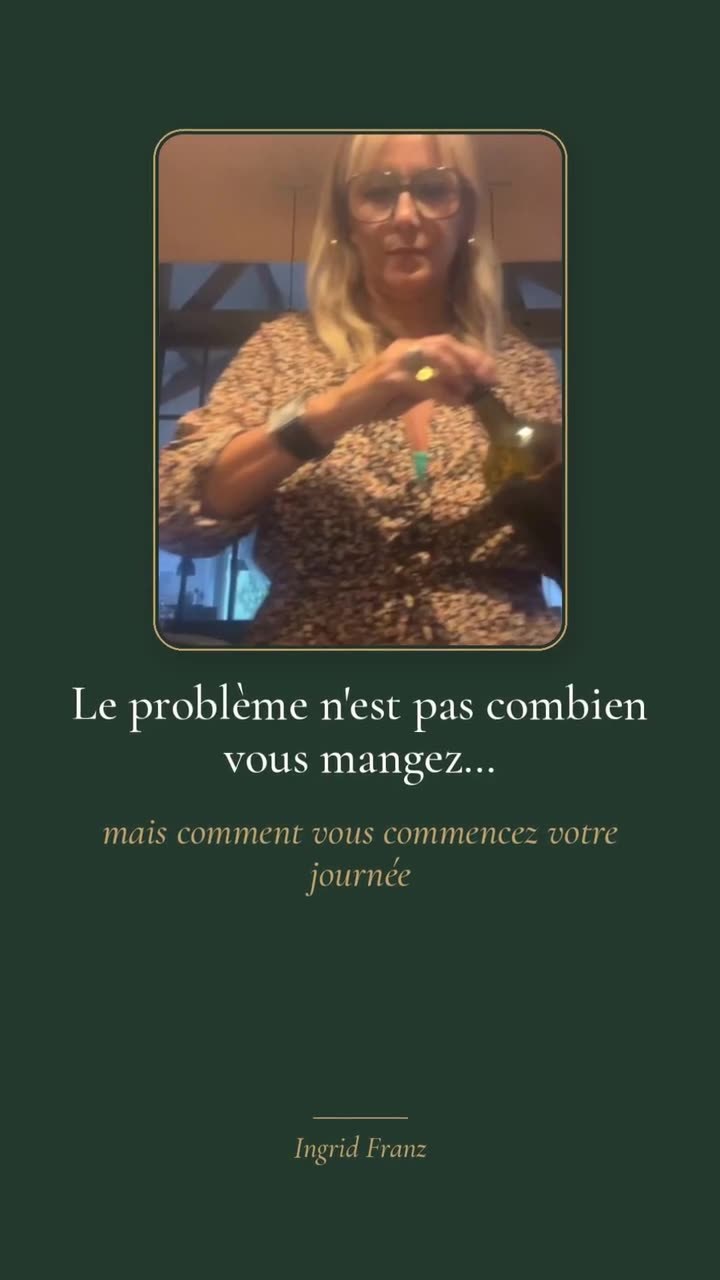 Le problème n'est pas combien
vous mangez...
mais comment vous commencez votre
journée
Ingrid Franz